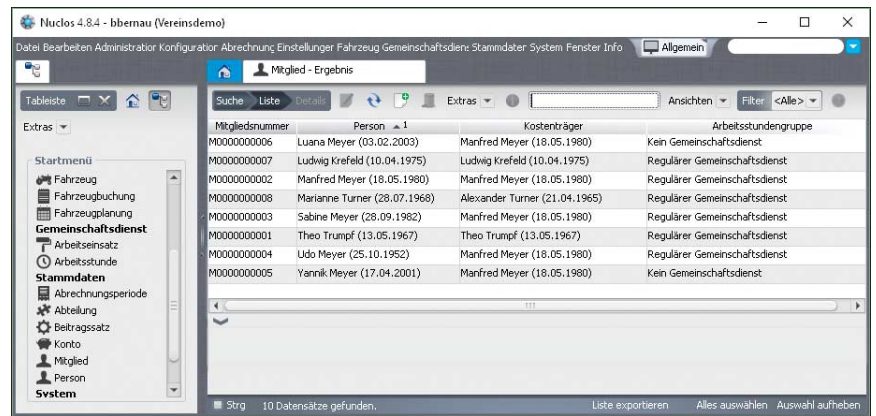 Nuclos 4.8.4 - bbernau (Vereinsdemo)
Datei Bearbeiten Administratior Konfiguratior Abrechnung Einstellunger Fahrzeug Gemeinschaftsdien: Stammdater System Fenster Info Allgemein
Mitglied - Ergebnis
Tableiste
Suche Liste Details Extras Ansichten Filter <Alle>
Extras
Mitgliedsnummer Person 1 Kostenträger Arbeitsstundengruppe
M0000000006 Luana Meyer (03.02.2003) Manfred Meyer (18.05.1980) Kein Gemeinschaftsdienst
M0000000007 Ludwig Krefeld (10.04.1975) Ludwig Krefeld (10.04.1975) Regulärer Gemeinschaftsdienst
M0000000002 Manfred Meyer (18.05.1980) Manfred Meyer (18.05.1980) Regulärer Gemeinschaftsdienst
M0000000008 Marianne Turner (28.07.1968) Alexander Turner (21.04.1965) Regulärer Gemeinschaftsdienst
M0000000003 Sabine Meyer (28.09.1982) Manfred Meyer (18.05.1980) Regulärer Gemeinschaftsdienst
M0000000001 Theo Trumpf (13.05.1967) Theo Trumpf (13.05.1967) Regulärer Gemeinschaftsdienst
M0000000004 Udo Meyer (25.10.1952) Manfred Meyer (18.05.1980) Regulärer Gemeinschaftsdienst
M0000000005 Yannik Meyer (17.04.2001) Manfred Meyer (18.05.1980) Kein Gemeinschaftsdienst
Startmenü
Fahrzeug
Fahrzeugbuchung
Fahrzeugplanung
Gemeinschaftsdienst
Arbeitseinsatz
Arbeitsstunde
Stammdaten
Abrechnungsperiode
Abteilung
Beitragssatz
Konto
Mitglied
Person
System
Strg 10 Datensätze gefunden. Liste exportieren Alles auswählen Auswahl aufheben